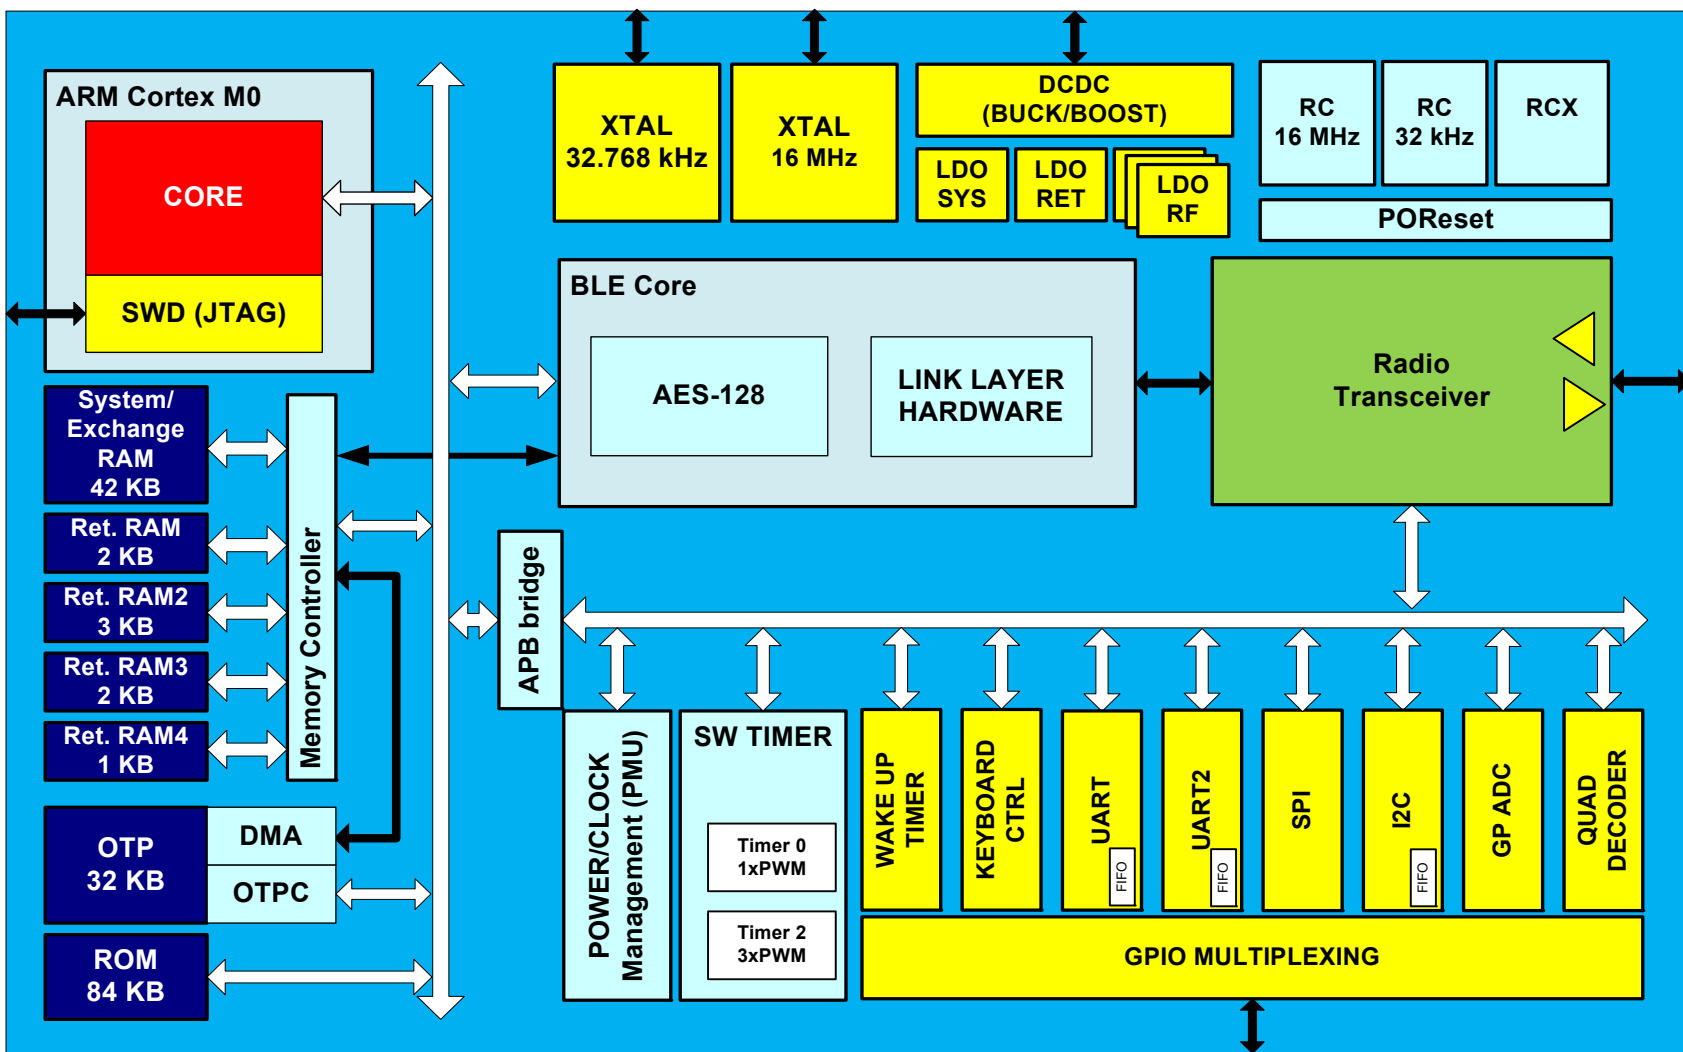 ARM Cortex M0
CORE
SWD (JTAG)
XTAL
32.768 kHz
XTAL
16 MHz
DCDC
(BUCK/BOOST)
LDO
SYS
LDO
RET
LDO
RF
RC
16 MHz
RC
32 kHz
RCX
POReset
BLE Core
AES-128
LINK LAYER
HARDWARE
Radio
Transceiver
System/
Exchange
RAM
42 KB
Ret. RAM
2 KB
Ret. RAM2
3 KB
Ret. RAM3
2 KB
Ret. RAM4
1 KB
Memory Controller
OTP
32 KB
DMA
OTPC
ROM
84 KB
APB bridge
POWER/CLOCK
Management (PMU)
SW TIMER
Timer 0
1xPWM
Timer 2
3xPWM
WAKE UP
TIMER
KEYBOARD
CTRL
UART
FIFO
UART2
FIFO
SPI
I2C
FIFO
GP ADC
QUAD
DECODER
GPIO MULTIPLEXING